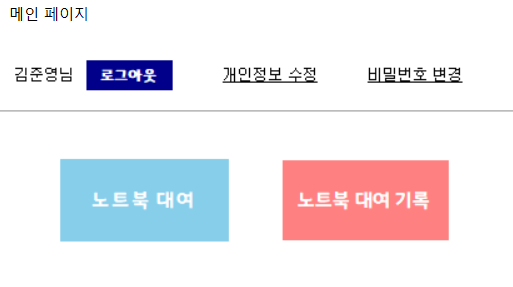 메인 페이지
김준영님 로그아웃 개인정보 수정 비밀번호 변경
노트북 대여 노트북 대여 기록